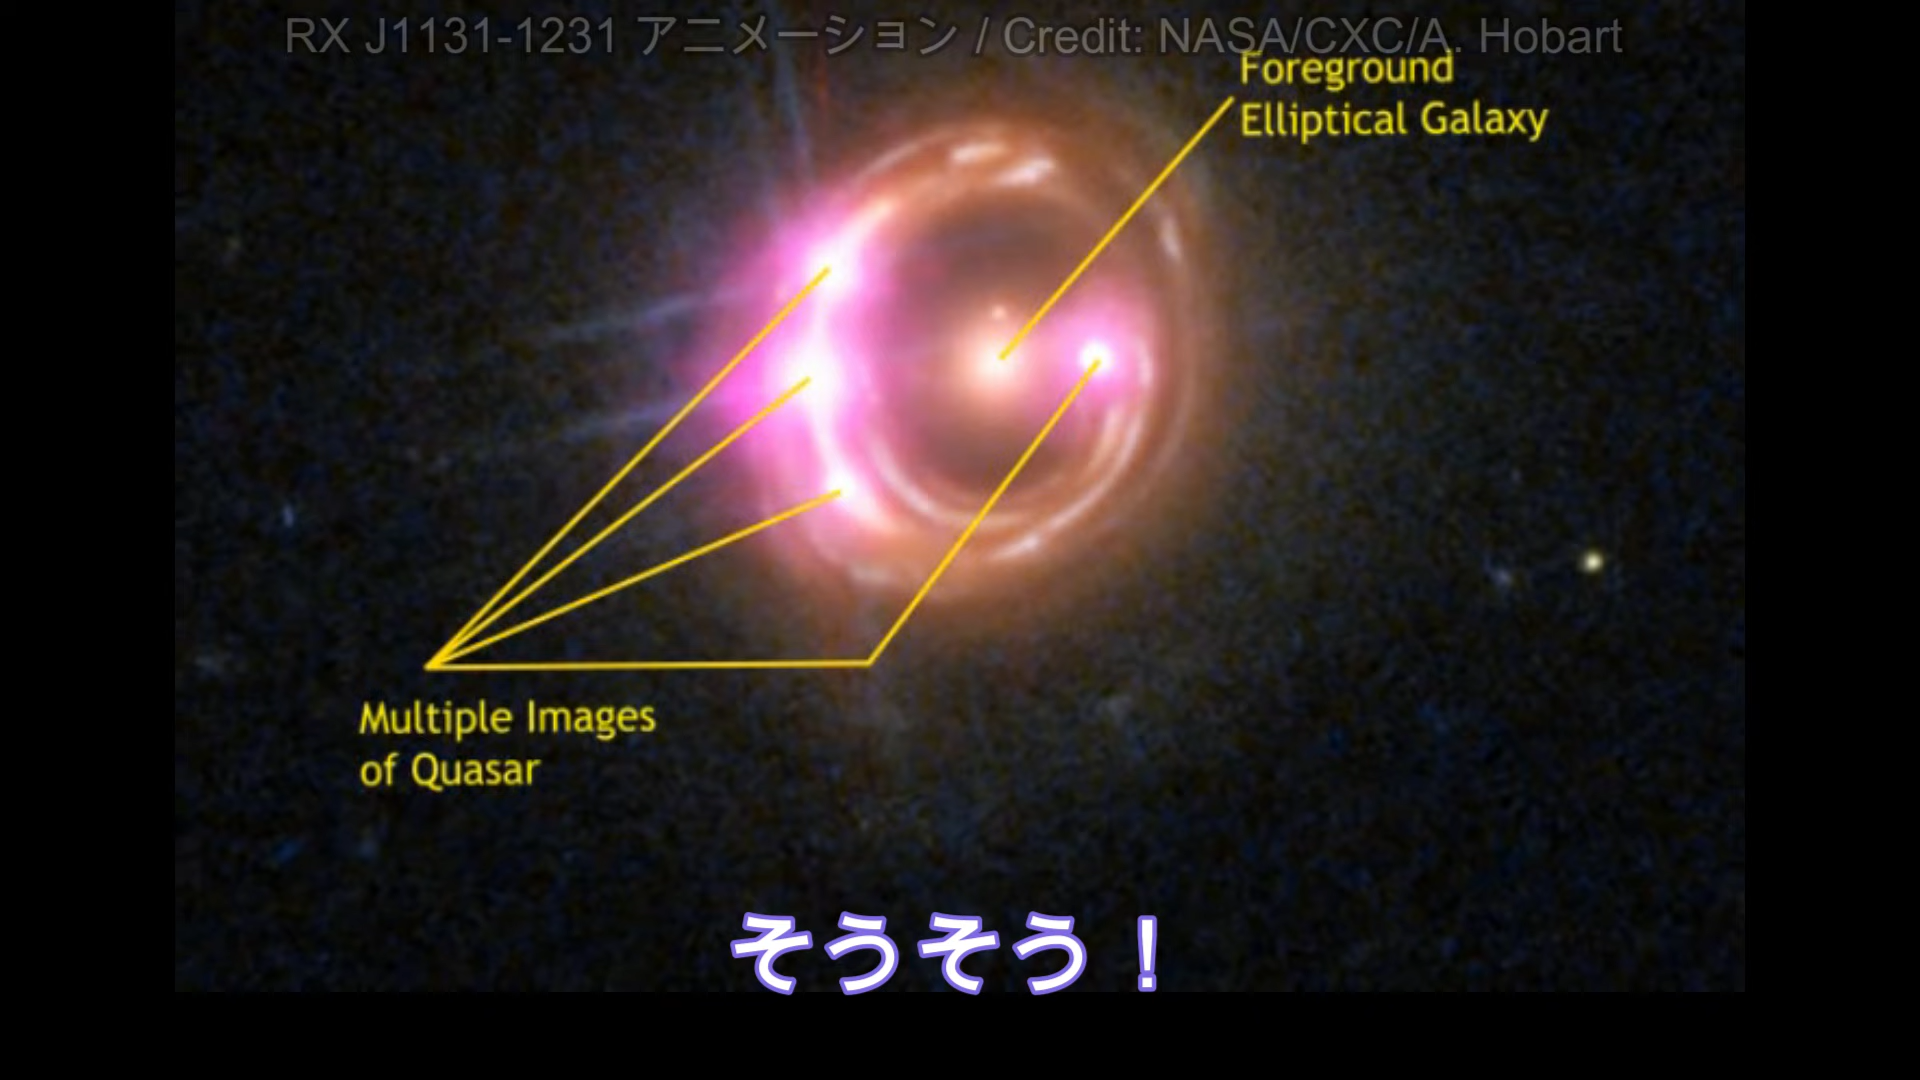 RX J1131-1231 アニメーション / Credit: NASA/CXC/A. Hobart
Foreground
Elliptical Galaxy
Multiple Images
of Quasar
そうそう！